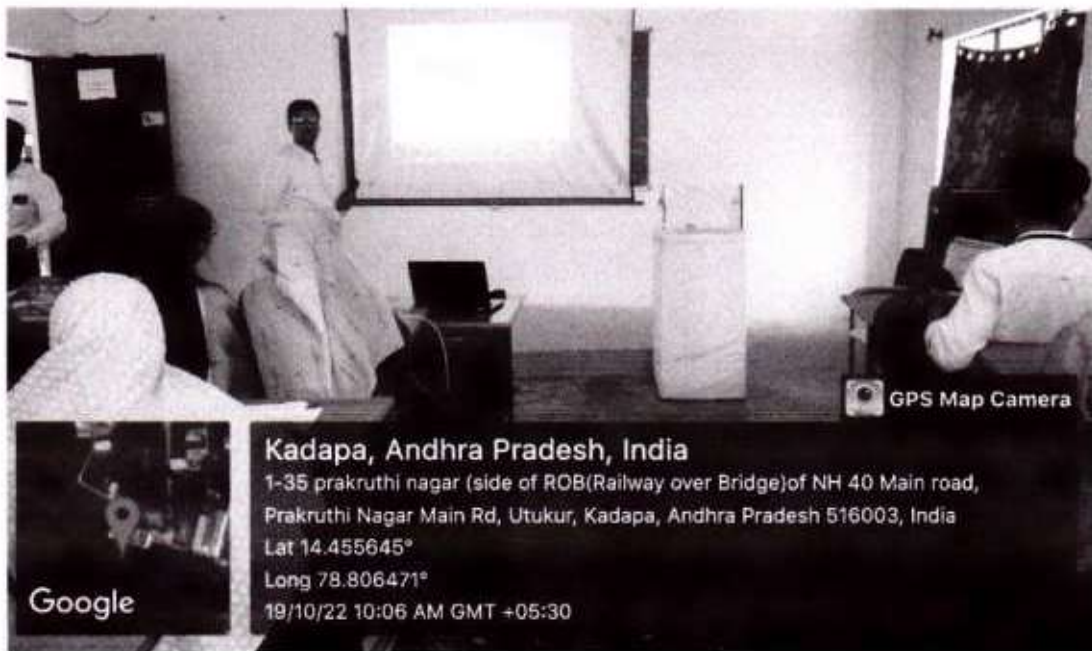 GPS Map Camera
Kadapa, Andhra Pradesh, India
1-35 prakruthi nagar (side of ROB(Railway over Bridge)of NH 40 Main road,
Prakruthi Nagar Main Rd, Utukur, Kadapa, Andhra Pradesh 516003, India
Lat 14.455645°
Long 78.806471°
19/10/22 10:06 AM GMT +05:30
Google